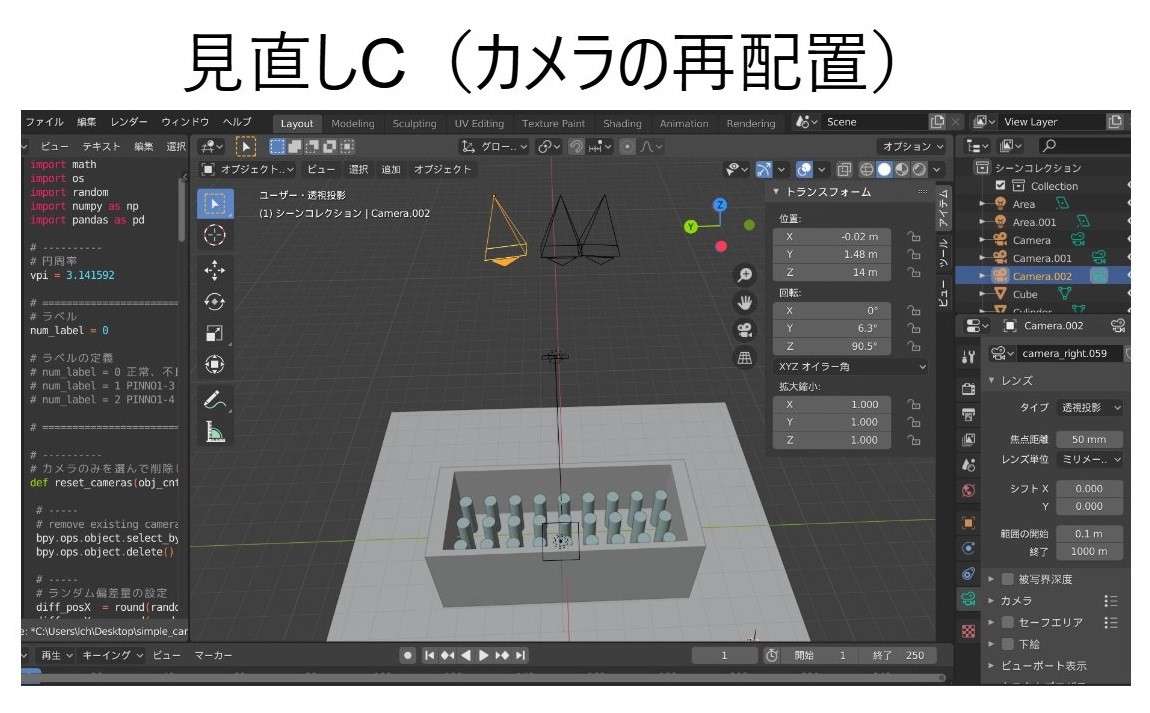 見直しC（カメラの再配置）
ファイル 編集 レンダー ウィンドウ ヘルプ
Layout Modeling Sculpting UV Editing Texture Paint Shading Animation Rendering
Scene
View Layer
ビュー テキスト 編集 選択
グロー..
オプション
import math
import os
import random
import numpy as np
import pandas as pd
# ----------
# 円周率
vpi = 3.141592
# ラベル
num_label = 0
# ラベルの定義
# num_label = 0 正常、不
# num_label = 1 PINNO1-3
# num_label = 2 PINNO1-4
# ----------
# カメラのみを選んで削除し
def reset_cameras(obj_cnt
# -----
# remove existing camera
bpy.ops.object.select_by
bpy.ops.object.delete()
# -----
# ランダム偏差量の設定
diff_posX = round(rando
e: *C:\Users\lch\Desktop\simple_car
オブジェクト.. ビュー 選択 追加 オブジェクト
ユーザー・透視投影
(1) シーンコレクション | Camera.002
Z
Y
トランスフォーム
位置:
X -0.02 m
Y 1.48 m
Z 14 m
回転:
X 0°
Y 6.3°
Z 90.5°
XYZ オイラー角
拡大縮小:
X 1.000
Y 1.000
Z 1.000
アイテム
ツール
ビュー
シーンコレクション
Collection
Area
Area.001
Camera
Camera.001
Camera.002
Cube
Cylinder
Camera.002
camera_right.059
レンズ
タイプ 透視投影
焦点距離 50 mm
レンズ単位 ミリメー..
シフト X 0.000
Y 0.000
範囲の開始 0.1 m
終了 1000 m
被写界深度
カメラ
セーフエリア
下絵
ビューポート表示
再生 キーイング ビュー マーカー
1
開始 1
終了 250